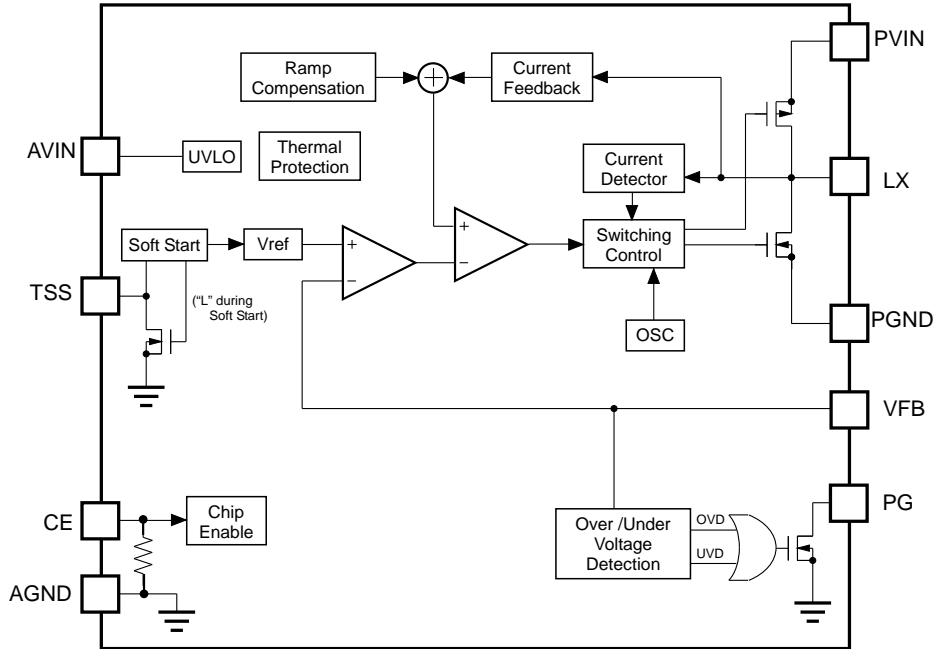 PVIN
Ramp
Compensation
+
Current
Feedback
AVIN
UVLO
Thermal
Protection
Current
Detector
LX
Soft Start
Vref
+
−
+
−
Switching
Control
TSS
("L" during
Soft Start)
OSC
PGND
VFB
CE
Chip
Enable
PG
Over /Under
Voltage
Detection
OVD
UVD
AGND